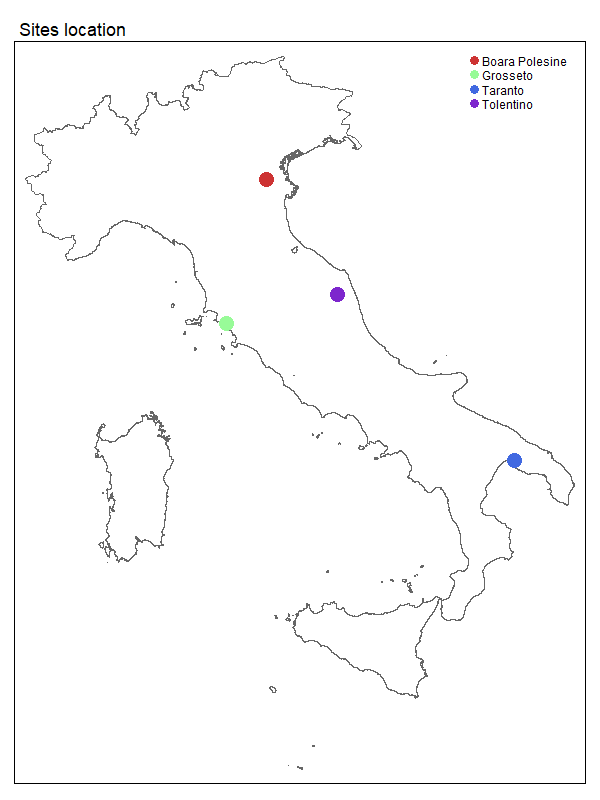 Sites location
Boara Polesine
Grosseto
Taranto
Tolentino